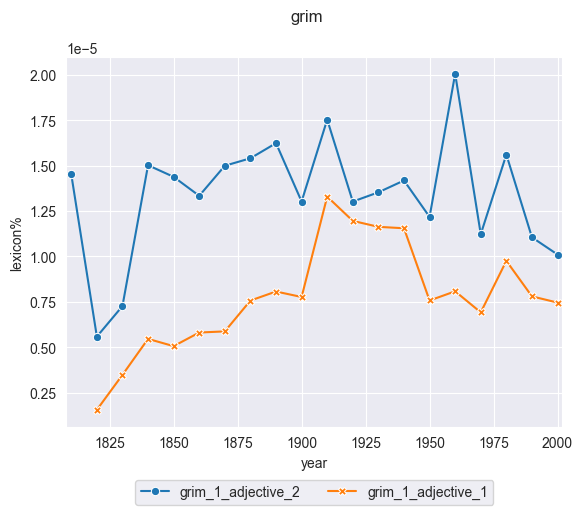 grim
1e−5
2.00
1.75
1.50
1.25
1.00
0.75
0.50
0.25
lexicon%
1825 1850 1875 1900 1925 1950 1975 2000
year
grim_1_adjective_2 grim_1_adjective_1